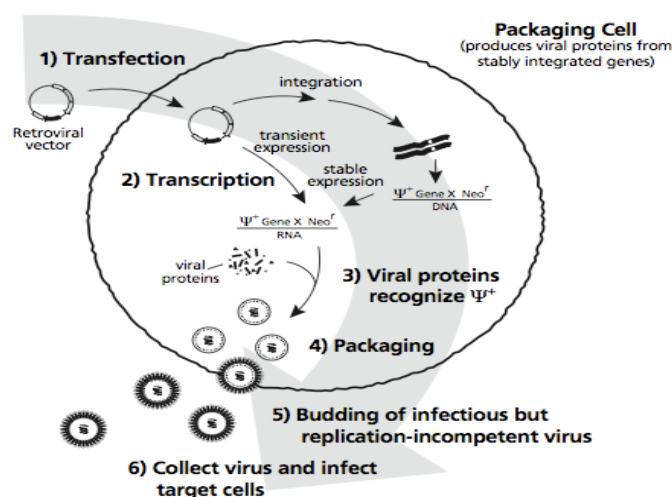 Packaging Cell
(produces viral proteins from
stably integrated genes)
1) Transfection
integration
Retroviral
vector
transient
expression
2) Transcription
stable
expression
Ψ+ Gene X Neor
DNA
Ψ+ Gene X Neor
RNA
viral
proteins
3) Viral proteins
recognize Ψ+
4) Packaging
5) Budding of infectious but
replication-incompetent virus
6) Collect virus and infect
target cells